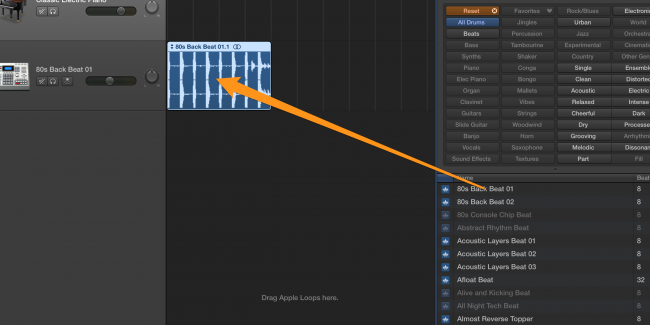 Classic Electric Piano
80s Back Beat 01
80s Back Beat 01.1
Drag Apple Loops here.
Reset Favorites Rock/Blues Electronic
All Drums Jingles Urban World
Beats Percussion Jazz Orchestra
Bass Tambourine Experimental Cinematic
Synths Shaker Country Other Gen
Piano Conga Single Ensemble
Elec Piano Bongo Clean Distorted
Organ Mallets Acoustic Electric
Clavinet Vibes Relaxed Intense
Guitars Strings Cheerful Dark
Slide Guitar Woodwind Dry Processe
Banjo Horn Grooving Arrhythmi
Vocals Saxophone Melodic Dissonan
Sound Effects Textures Part Fill
Name Beat
80s Back Beat 01 8
80s Back Beat 02 8
80s Console Chip Beat 8
Abstract Rhythm Beat 8
Acoustic Layers Beat 01 8
Acoustic Layers Beat 02 8
Acoustic Layers Beat 03 8
Afloat Beat 32
Alive and Kicking Beat 8
All Night Tech Beat 8
Almost Reverse Topper 8